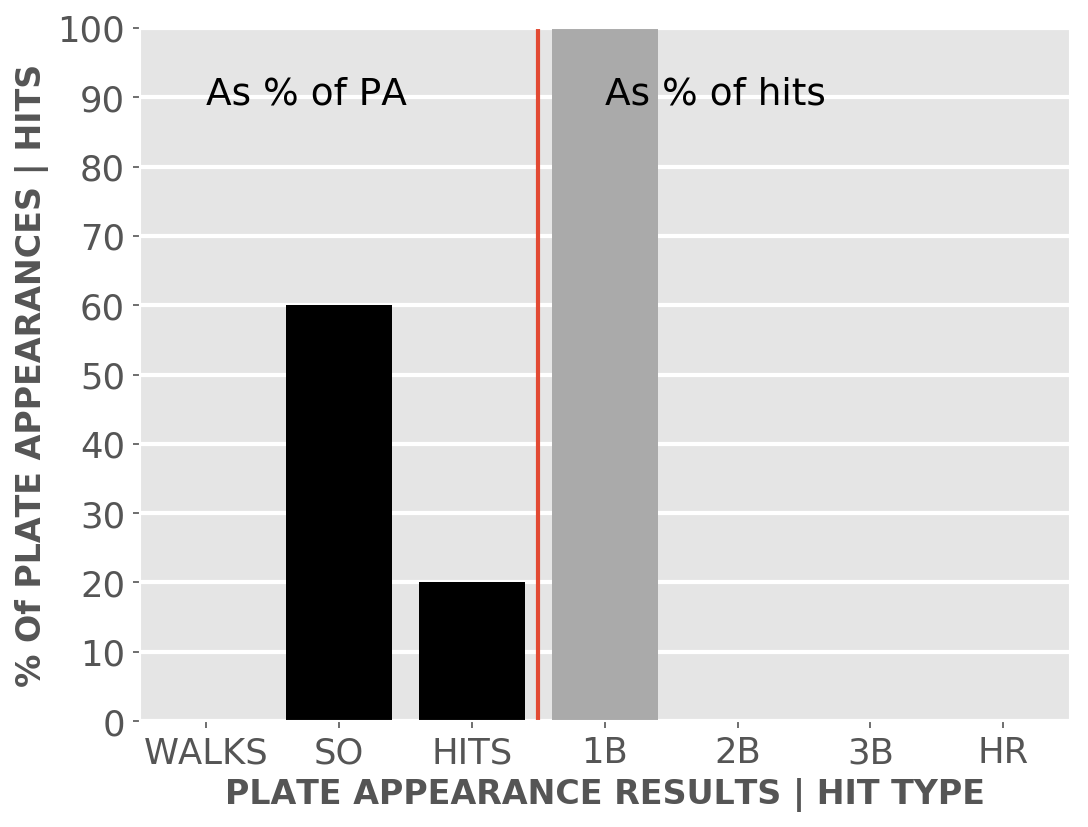 % Of PLATE APPEARANCES | HITS
100
90
80
70
60
50
40
30
20
10
0
As % of PA
As % of hits
WALKS SO HITS 1B 2B 3B HR
PLATE APPEARANCE RESULTS | HIT TYPE